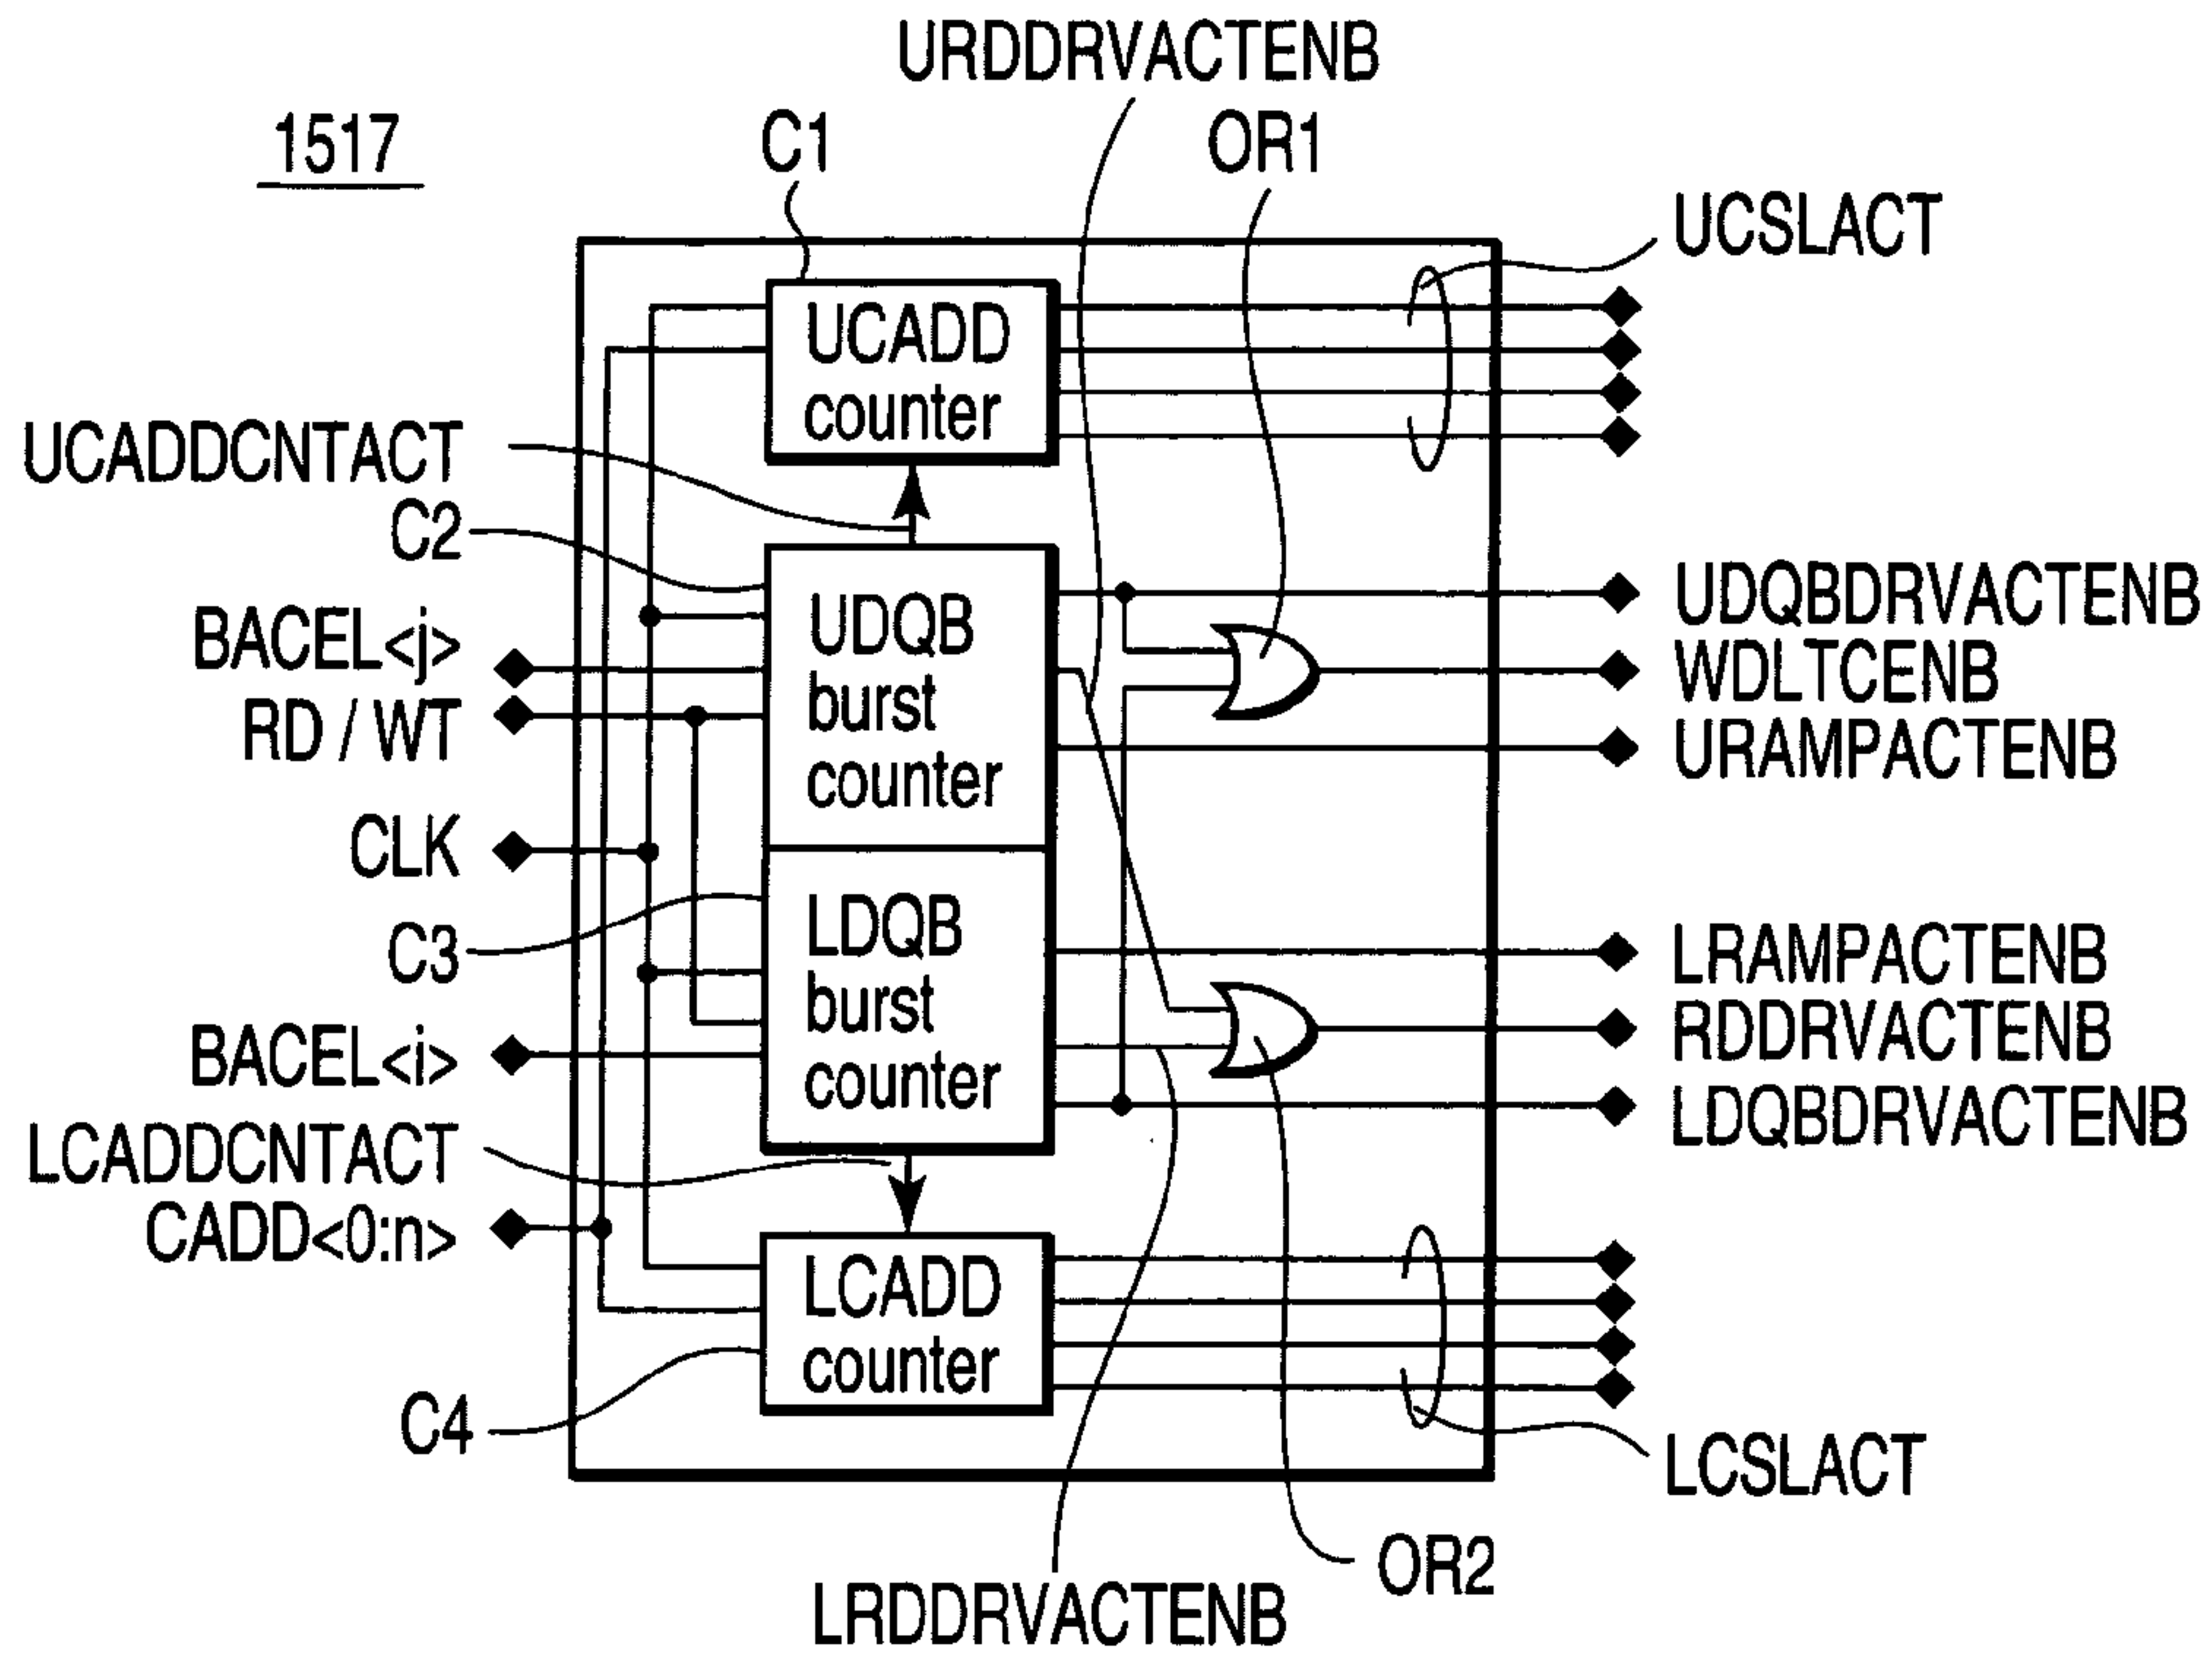 URDDRVACTENB
1517
C1
OR1
UCSLACT
UCADD
counter
UCADDCNTACT
C2
BACEL<j>
RD / WT
UDQB
burst
counter
UDQBDRVACTENB
WDLTCENB
URAMPACTENB
CLK
C3
LDQB
burst
counter
LRAMPACTENB
RDDRVACTENB
LDQBDRVACTENB
BACEL<i>
LCADDCNTACT
CADD<0:n>
LCADD
counter
C4
LCSLACT
OR2
LRDDRVACTENB